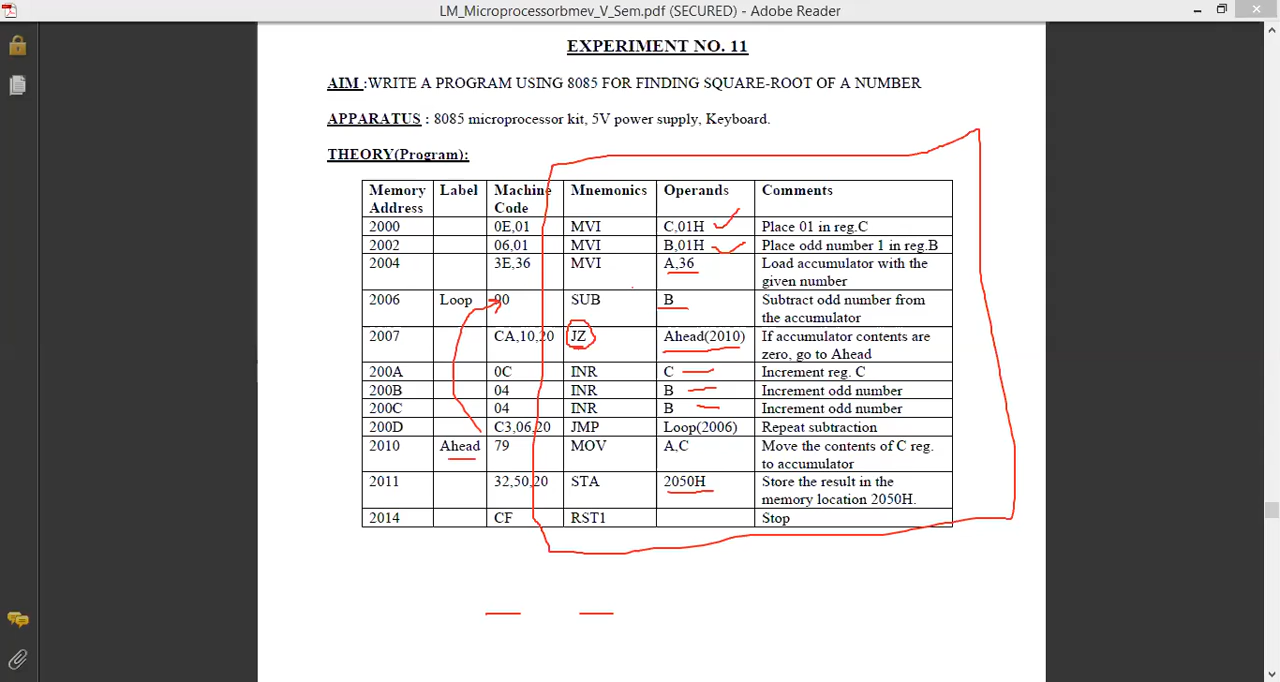 LM_Microprocessorbmev_V_Sem.pdf (SECURED) - Adobe Reader
EXPERIMENT NO. 11
AIM :WRITE A PROGRAM USING 8085 FOR FINDING SQUARE-ROOT OF A NUMBER
APPARATUS : 8085 microprocessor kit, 5V power supply, Keyboard.
THEORY(Program):
Memory Label Machine Mnemonics Operands Comments
Address Code
2000 0E,01 MVI C,01H Place 01 in reg.C
2002 06,01 MVI B,01H Place odd number 1 in reg.B
2004 3E,36 MVI A,36 Load accumulator with the
given number
2006 Loop 90 SUB B Subtract odd number from
the accumulator
2007 CA,10,20 JZ Ahead(2010) If accumulator contents are
zero, go to Ahead
200A 0C INR C Increment reg. C
200B 04 INR B Increment odd number
200C 04 INR B Increment odd number
200D C3,06,20 JMP Loop(2006) Repeat subtraction
2010 Ahead 79 MOV A,C Move the contents of C reg.
to accumulator
2011 32,50,20 STA 2050H Store the result in the
memory location 2050H.
2014 CF RST1 Stop